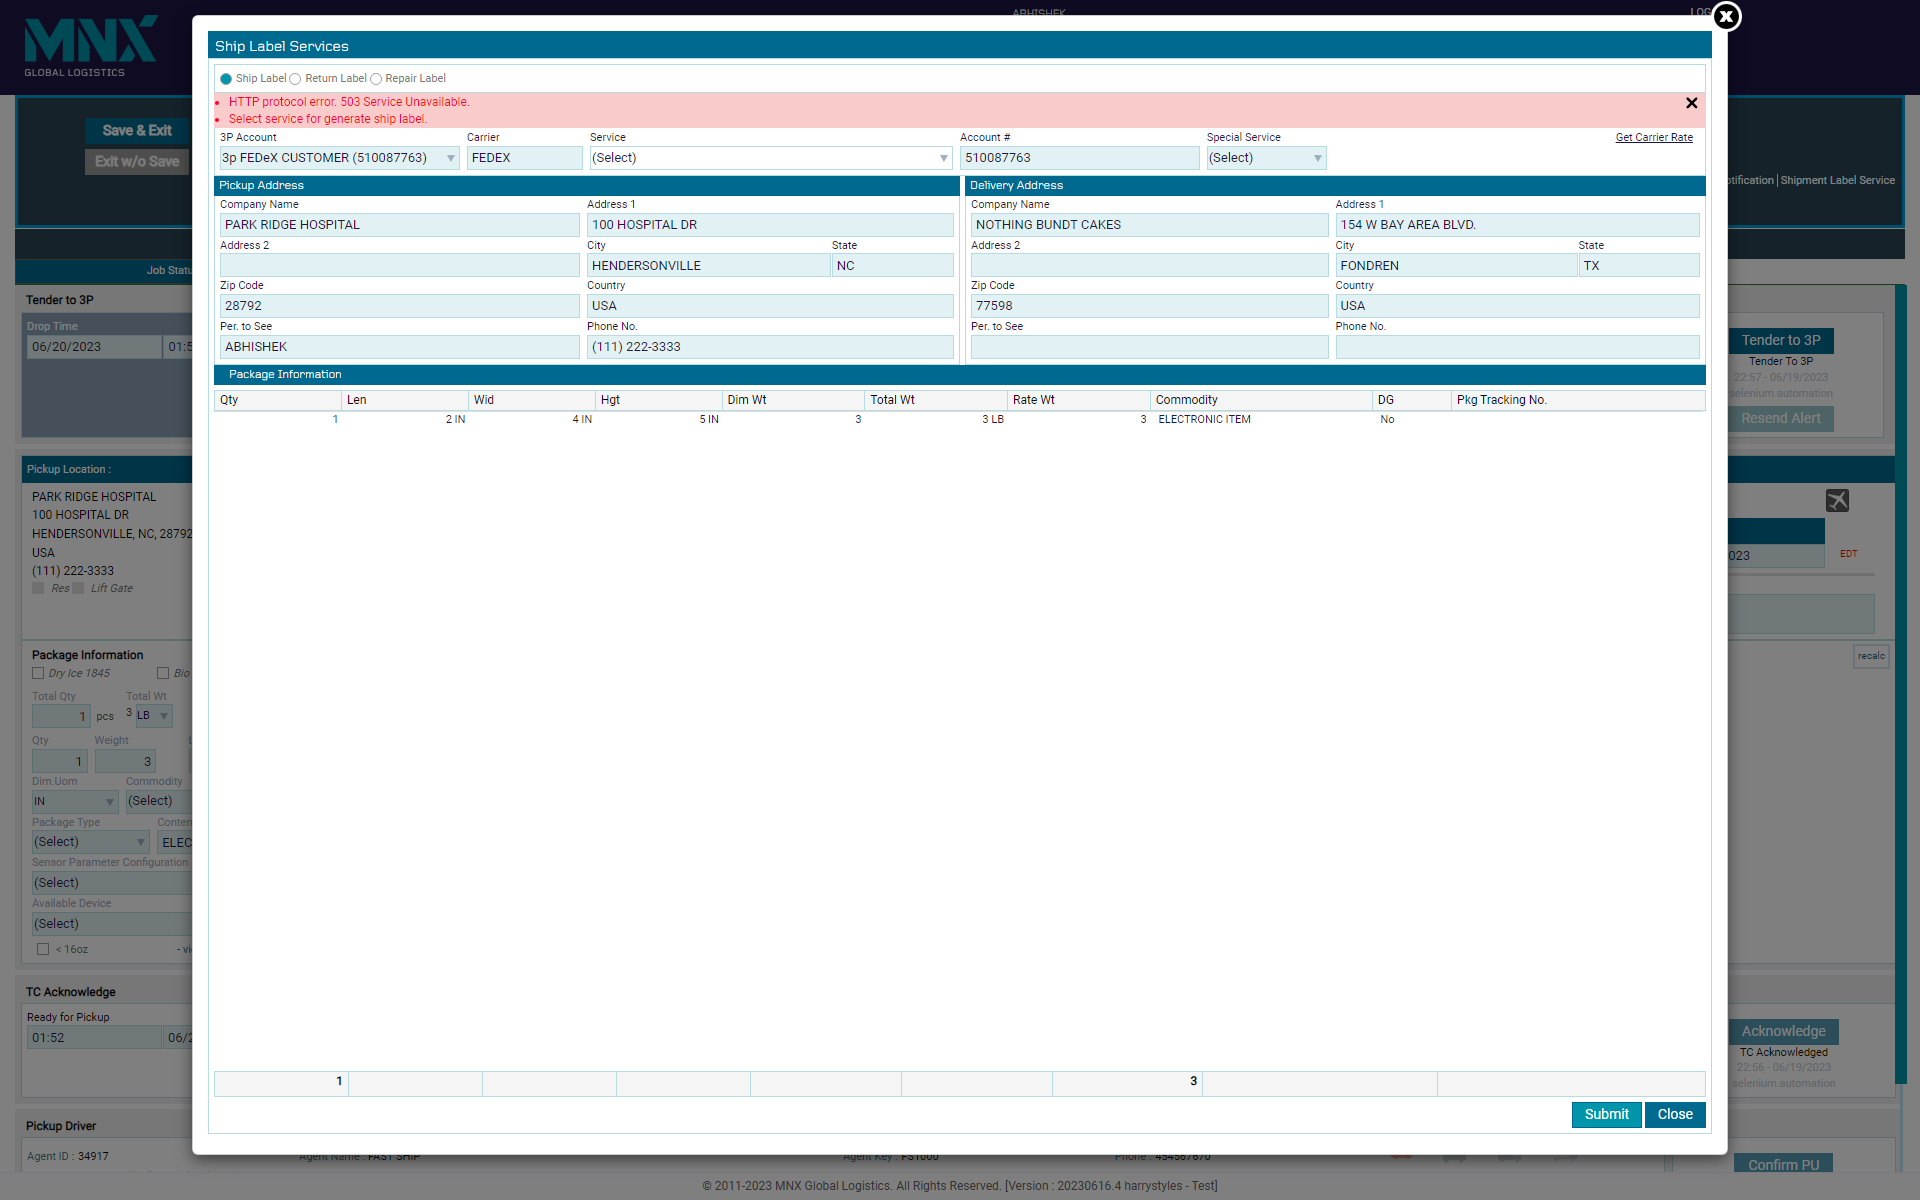 ABHISHEK
LOG
MNX
GLOBAL LOGISTICS
Ship Label Services
Ship Label Return Label Repair Label
HTTP protocol error. 503 Service Unavailable.
Select service for generate ship label.
3P Account Carrier Service Account # Special Service Get Carrier Rate
3p FEDeX CUSTOMER (510087763) FEDEX (Select) 510087763 (Select)
Pickup Address Delivery Address
Company Name Address 1 Company Name Address 1
PARK RIDGE HOSPITAL 100 HOSPITAL DR NOTHING BUNDT CAKES 154 W BAY AREA BLVD.
Address 2 City State Address 2 City State
HENDERSONVILLE NC FONDREN TX
Zip Code Country Zip Code Country
28792 USA 77598 USA
Per. to See Phone No. Per. to See Phone No.
ABHISHEK (111) 222-3333
Package Information
Qty Len Wid Hgt Dim Wt Total Wt Rate Wt Commodity DG Pkg Tracking No.
1 2 IN 4 IN 5 IN 3 3 LB 3 ELECTRONIC ITEM No
1 3
Submit Close
Save & Exit
Exit w/o Save
otification | Shipment Label Service
Job Statu
Tender to 3P
Drop Time
06/20/2023 01:5
Tender to 3P
Tender To 3P
22:57 - 06/19/2023
selenium.automation
Resend Alert
Pickup Location :
PARK RIDGE HOSPITAL
100 HOSPITAL DR
HENDERSONVILLE, NC, 28792
USA
(111) 222-3333
Res Lift Gate
023 EDT
Package Information
recalc
Dry Ice 1845 Bio
Total Qty Total Wt
1 pcs 3 LB
Qty Weight
1 3
Dim.Uom Commodity
IN (Select)
Package Type Conten
(Select) ELEC
Sensor Parameter Configuration
(Select)
Available Device
(Select)
< 16oz - vi
TC Acknowledge
Ready for Pickup
01:52 06/2
Acknowledge
TC Acknowledged
22:56 - 06/19/2023
selenium.automation
Pickup Driver
Agent ID : 34917 Agent Name : FAST SHIP Agent Key : FS1000 Phone : 454567670
Confirm PU
© 2011-2023 MNX Global Logistics. All Rights Reserved. [Version : 20230616.4 harrystyles - Test]